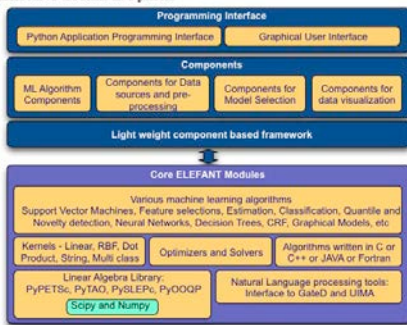 Programming Interface
Python Application Programming Interface
Graphical User Interface
Components
ML Algorithm
Components
Components for Data
sources and pre-
processing
Components for
Model Selection
Components for
data visualization
Light weight component based framework
Core ELEFANT Modules
Various machine learning algorithms
Support Vector Machines, Feature selections, Estimation, Classification, Quantile and
Novelty detection, Neural Networks, Decision Trees, CRF, Graphical Models, etc
Kernels - Linear, RBF, Dot
Product, String, Multi class
Optimizers and Solvers
Algorithms written in C or
C++ or JAVA or Fortran
Linear Algebra Library:
PyPETSc, PyTAO, PySLEPc, PyOOQP
Scipy and Numpy
Natural Language processing tools:
Interface to GateD and UIMA